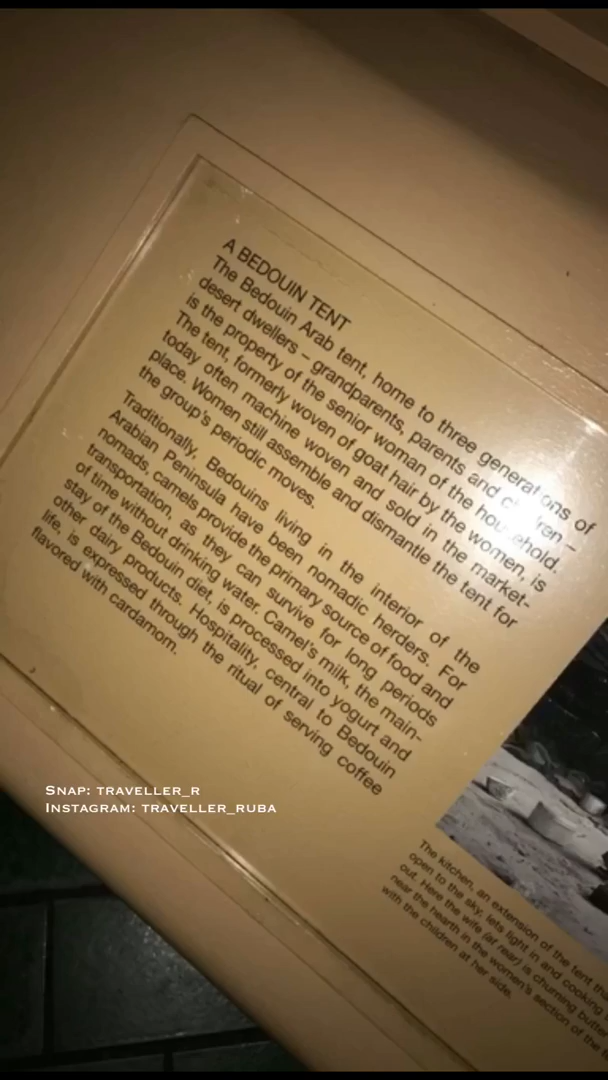 A BEDOUIN TENT
The Bedouin Arab tent, home to three generations of
desert dwellers – grandparents, parents and children –
is the property of the senior woman of the household.
The tent, formerly woven of goat hair by the women, is
today often machine woven and sold in the market-
place. Women still assemble and dismantle the tent for
the group's periodic moves.
Traditionally, Bedouins living in the interior of the
Arabian Peninsula have been nomadic herders. For
nomads, camels provide the primary source of food and
transportation, as they can survive for long periods
of time without drinking water. Camel's milk, the main-
stay of the Bedouin diet, is processed into yogurt and
other dairy products. Hospitality, central to Bedouin
life, is expressed through the ritual of serving coffee
flavored with cardamom.
SNAP: TRAVELLER_R
INSTAGRAM: TRAVELLER_RUBA
The kitchen, an extension of the tent
open to the sky, lets light in and cooking
out. Here the wife (at rear) is churning butter
near the hearth in the women's section of the
with the children at her side.